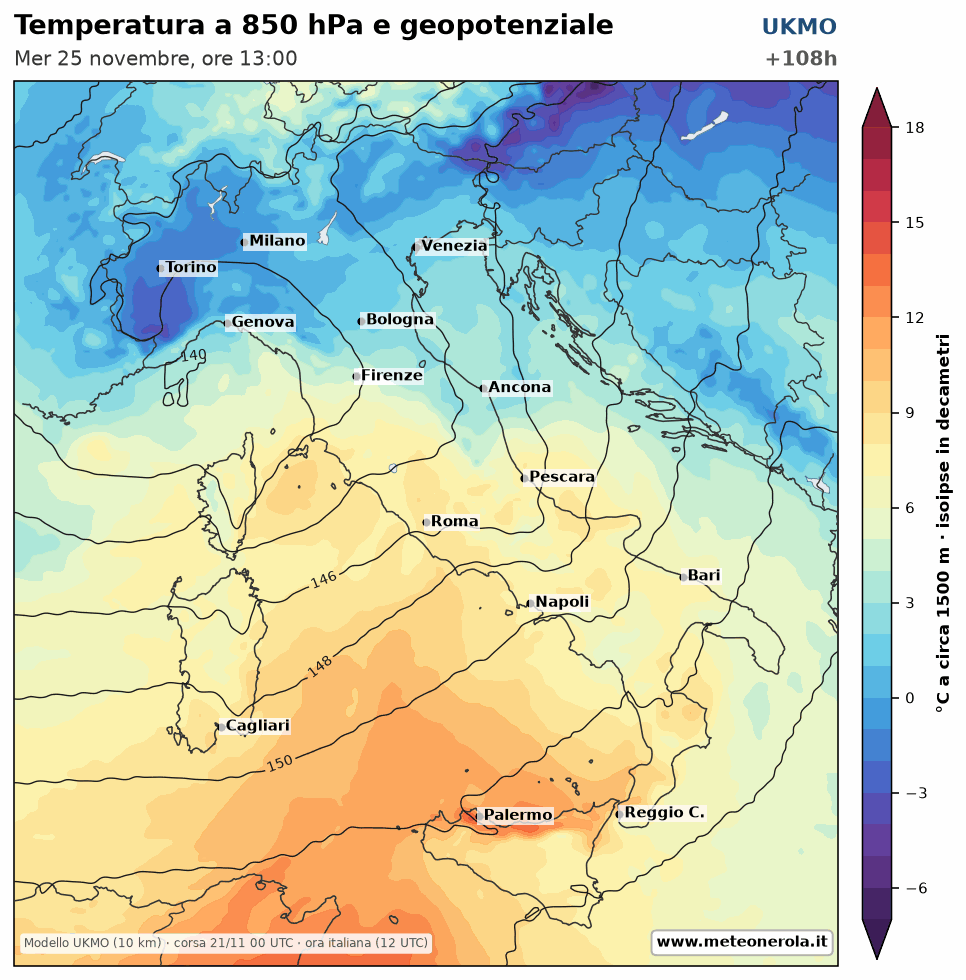 Temperatura a 850 hPa e geopotenziale
UKMO
Mer 25 novembre, ore 13:00
+108h
Milano
Venezia
Torino
Genova
Bologna
140
Firenze
Ancona
Pescara
Roma
146
Bari
Napoli
148
Cagliari
150
Palermo
Reggio C.
18
15
12
9
6
3
0
−3
−6
°C a circa 1500 m · isoipse in decametri
Modello UKMO (10 km) · corsa 21/11 00 UTC · ora italiana (12 UTC)
www.meteonerola.it